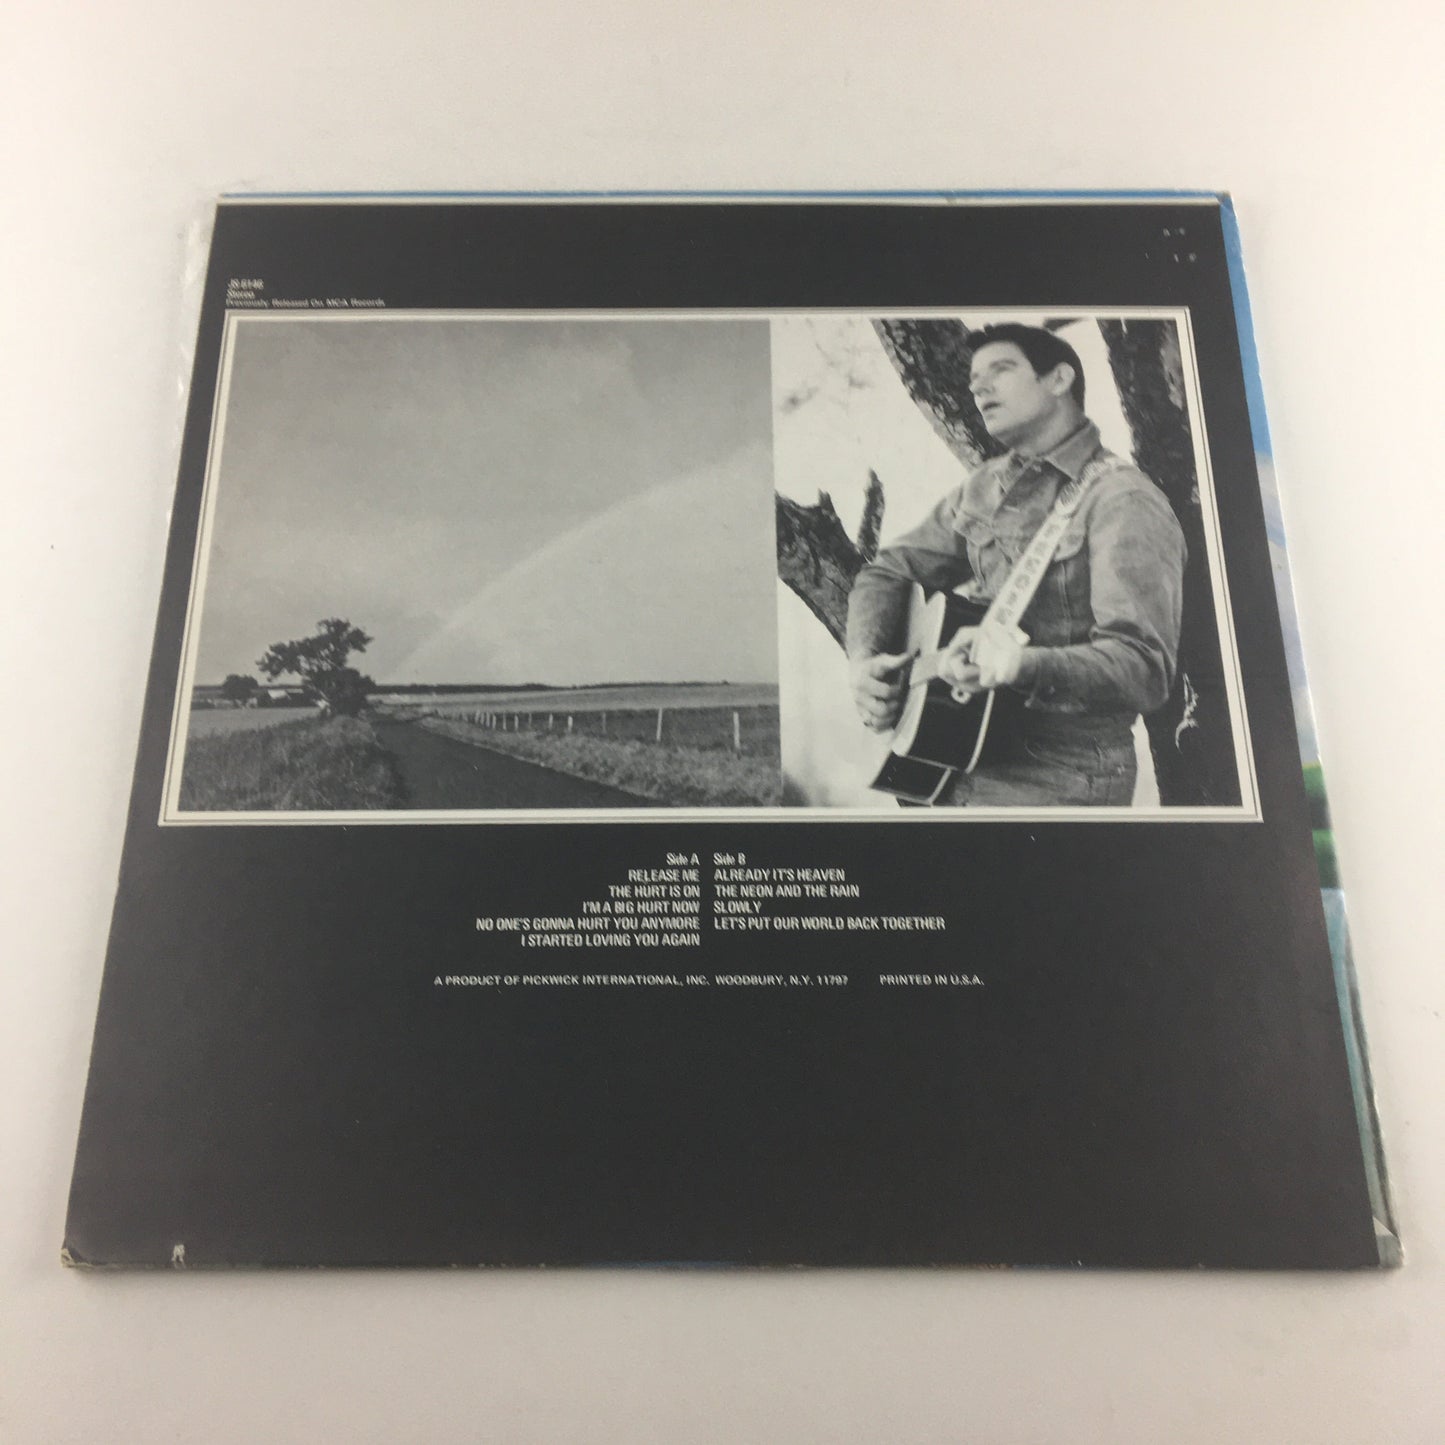 JS-6148
Stereo
Previously Released On MCA Records
Side A
RELEASE ME
THE HURT IS ON
I'M A BIG HURT NOW
NO ONE'S GONNA HURT YOU ANYMORE
I STARTED LOVING YOU AGAIN
Side B
ALREADY IT'S HEAVEN
THE NEON AND THE RAIN
SLOWLY
LET'S PUT OUR WORLD BACK TOGETHER
A PRODUCT OF PICKWICK INTERNATIONAL, INC. WOODBURY, N.Y. 11797 PRINTED IN U.S.A.